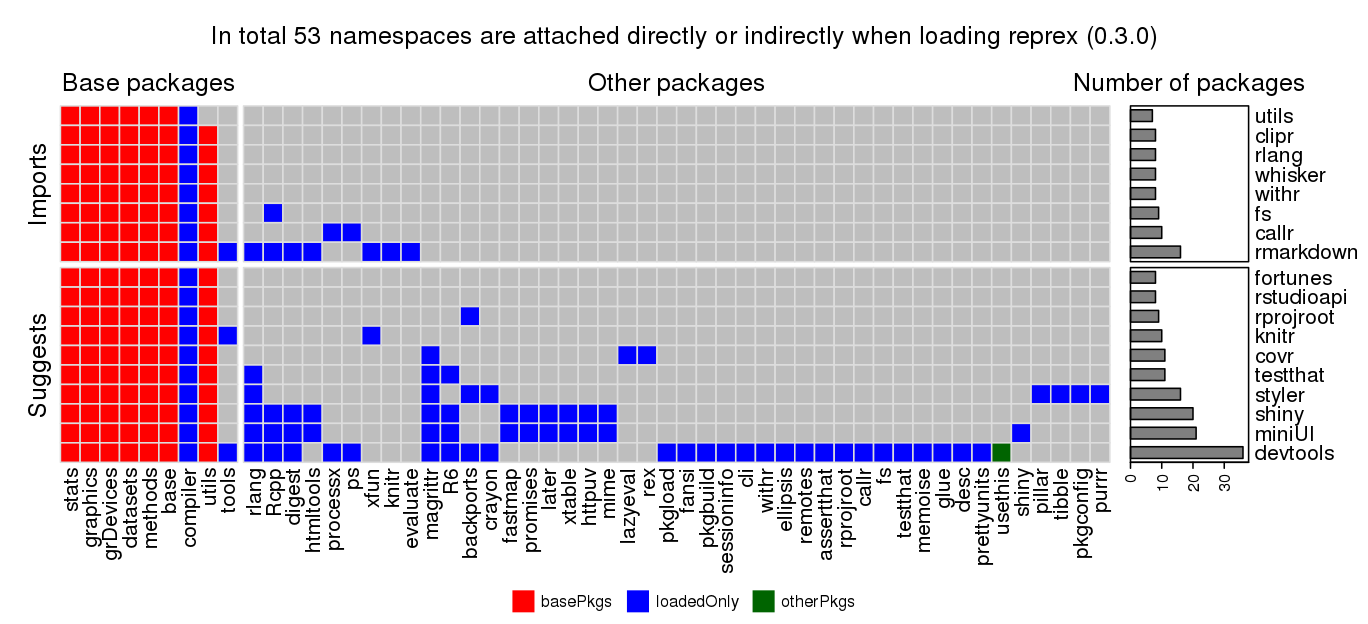 In total 53 namespaces are attached directly or indirectly when loading reprex (0.3.0)
Base packages
Other packages
Number of packages
Imports
utils
clipr
rlang
whisker
withr
fs
callr
rmarkdown
Suggests
fortunes
rstudioapi
rprojroot
knitr
covr
testthat
styler
shiny
miniUI
devtools
stats
graphics
grDevices
datasets
methods
base
compiler
utils
tools
rlang
Rcpp
digest
htmltools
processx
ps
xfun
knitr
evaluate
magrittr
R6
backports
crayon
fastmap
promises
later
xtable
httpuv
mime
lazyeval
rex
pkgload
fansi
pkgbuild
sessioninfo
cli
withr
ellipsis
remotes
assertthat
rprojroot
callr
fs
testthat
memoise
glue
desc
prettyunits
usethis
shiny
pillar
tibble
pkgconfig
purrr
0
10
20
30
basePkgs
loadedOnly
otherPkgs